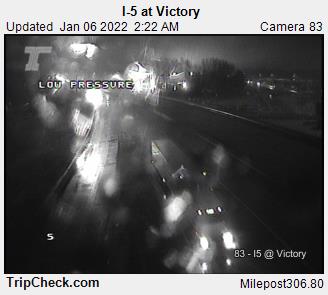 I-5 at Victory
Updated Jan 06 2022 2:22 AM Camera 83
T
LOW PRESSURE
S
83 - I5 @ Victory
TripCheck.com Milepost306.80